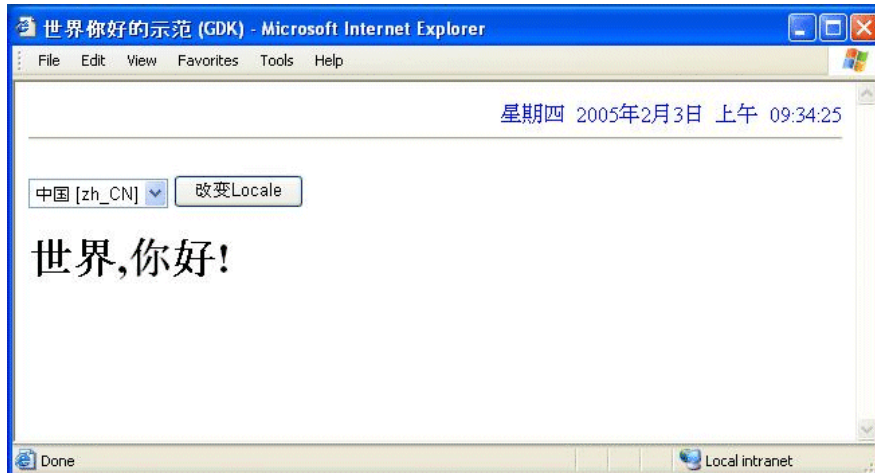 世界你好的示范 (GDK) - Microsoft Internet Explorer
File Edit View Favorites Tools Help
星期四 2005年2月3日 上午 09:34:25
中国 [zh_CN] 改变Locale
世界,你好!
Done Local intranet